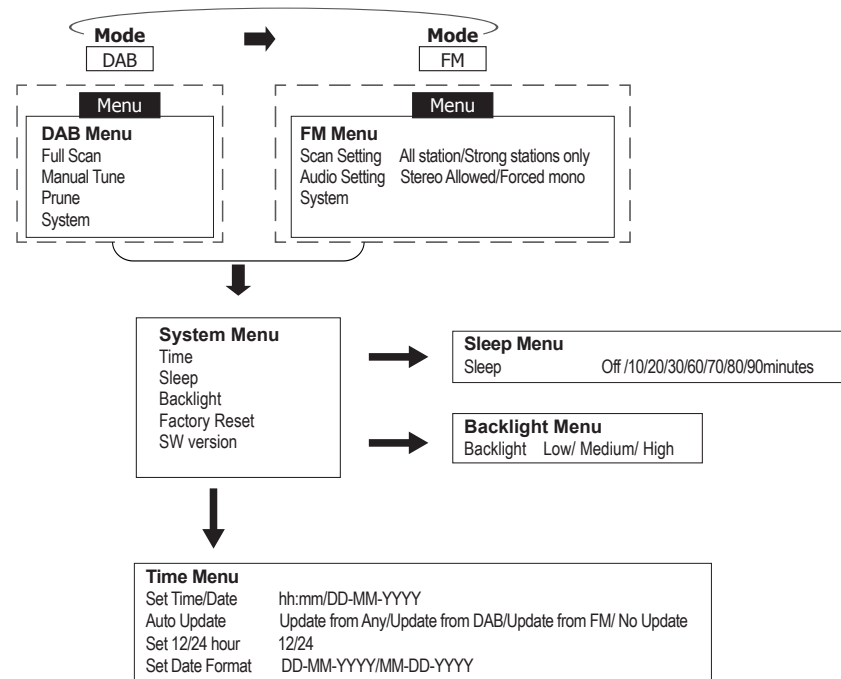 Mode
DAB
Mode
FM
Menu
DAB Menu
Full Scan
Manual Tune
Prune
System
Menu
FM Menu
Scan Setting All station/Strong stations only
Audio Setting Stereo Allowed/Forced mono
System
System Menu
Time
Sleep
Backlight
Factory Reset
SW version
Sleep Menu
Sleep Off /10/20/30/60/70/80/90minutes
Backlight Menu
Backlight Low/ Medium/ High
Time Menu
Set Time/Date hh:mm/DD-MM-YYYY
Auto Update Update from Any/Update from DAB/Update from FM/ No Update
Set 12/24 hour 12/24
Set Date Format DD-MM-YYYY/MM-DD-YYYY